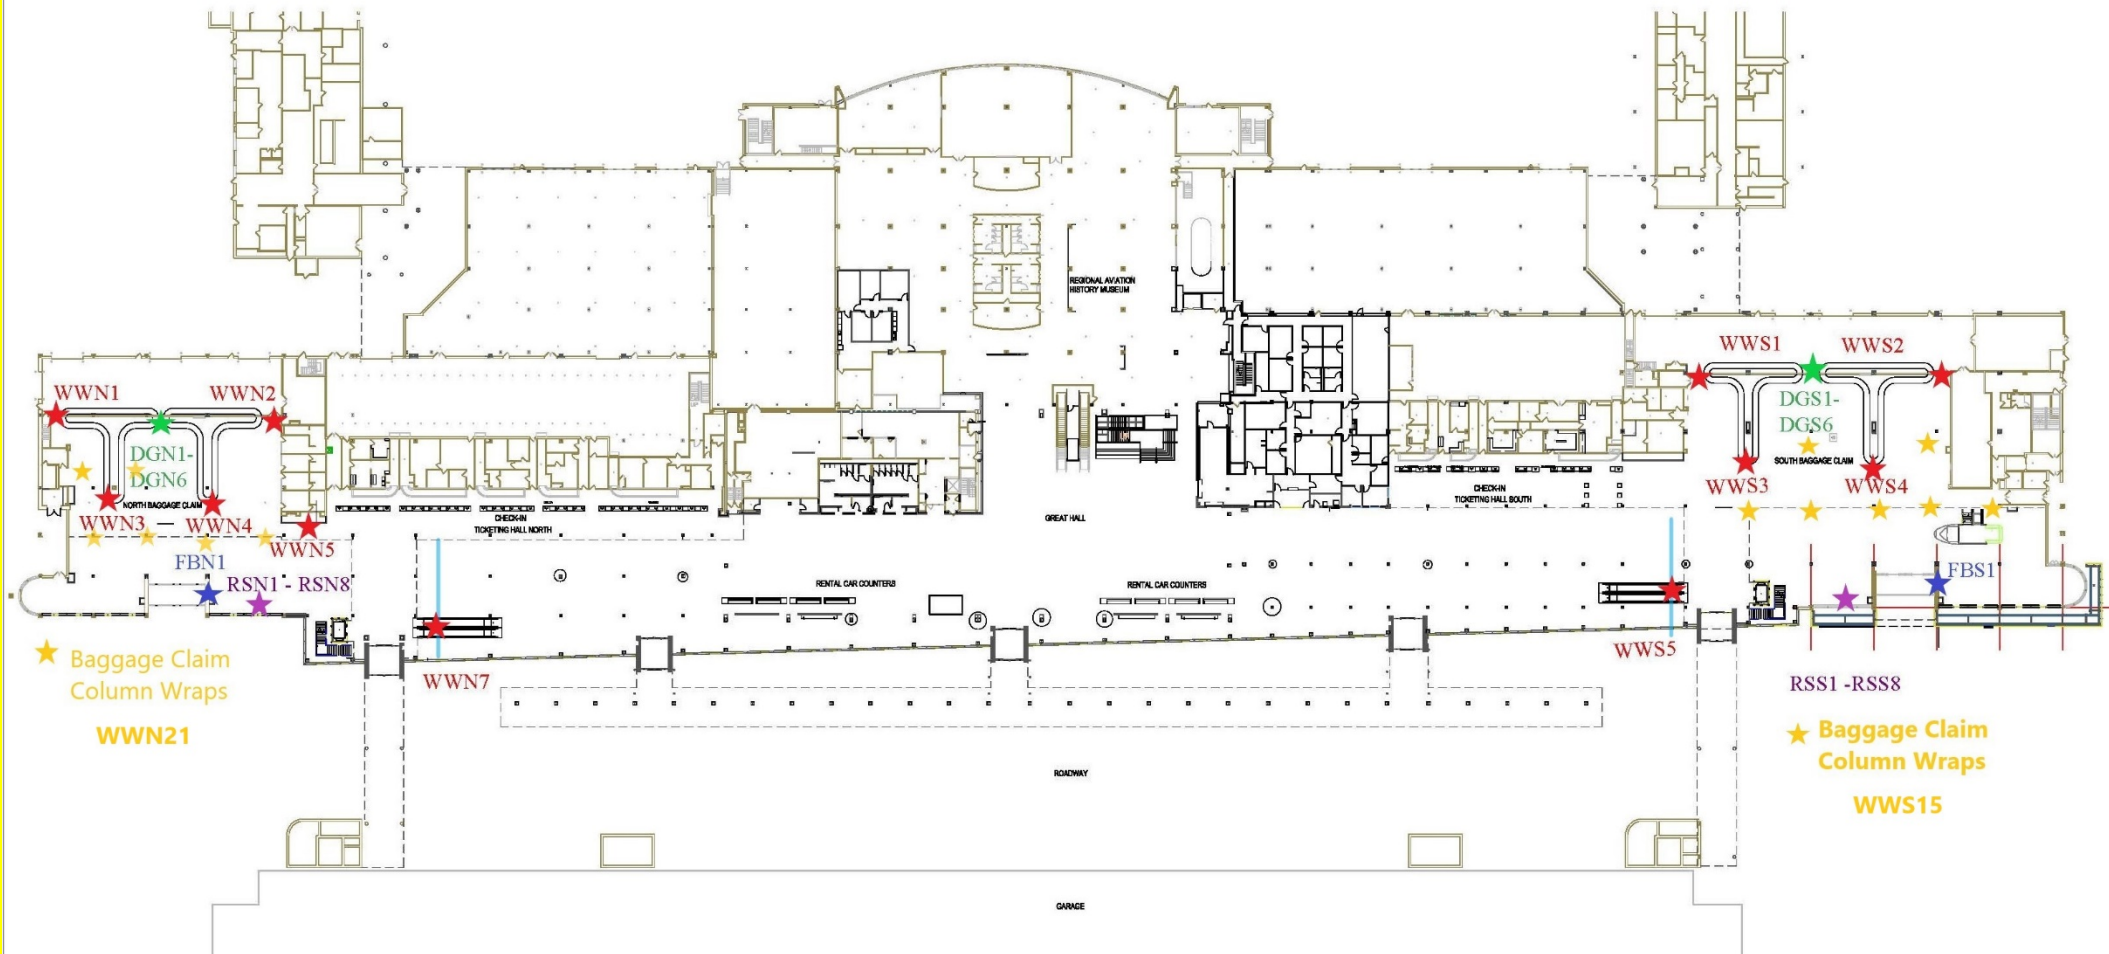 REGIONAL AVIATION
HISTORY MUSEUM
WWS1
WWS2
WWN1
WWN2
DGS1-
DGS6
DGN1-
DGN6
SOUTH BAGGAGE CLAIM
WWS3
WWS4
NORTH BAGGAGE CLAIM
WWN3
WWN4
WWN5
CHECK-IN
TICKETING HALL NORTH
GREAT HALL
CHECK-IN
TICKETING HALL SOUTH
FBN1
RSN1 - RSN8
RENTAL CAR COUNTERS
RENTAL CAR COUNTERS
FBS1
Baggage Claim
Column Wraps
WWN21
WWN7
WWS5
RSS1 -RSS8
Baggage Claim
Column Wraps
WWS15
ROADWAY
GARAGE